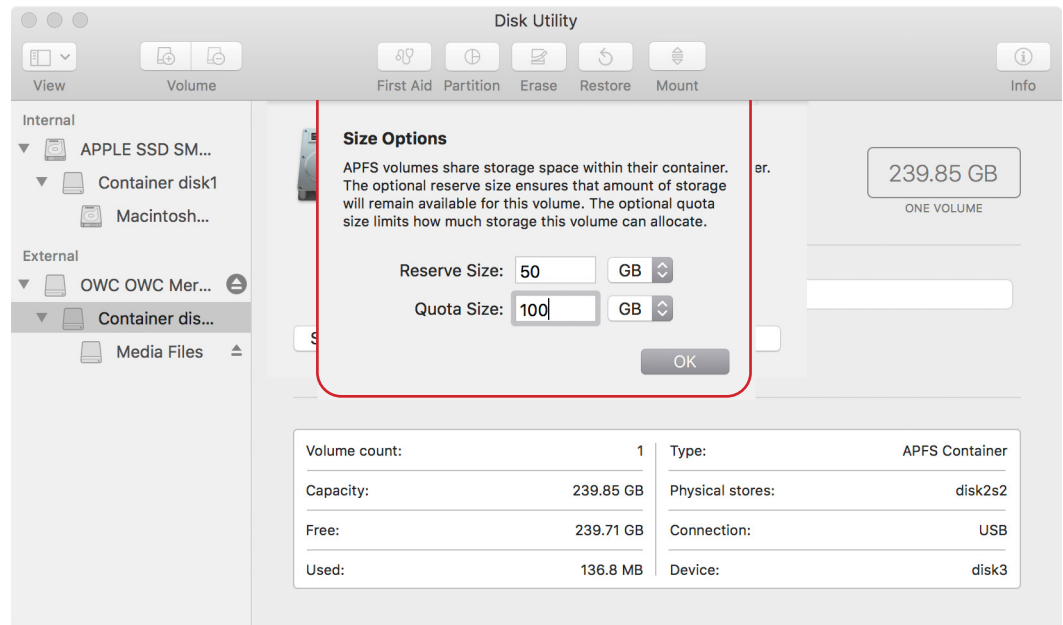 Disk Utility
View
Volume
First Aid
Partition
Erase
Restore
Mount
Info
Internal
APPLE SSD SM...
Container disk1
Macintosh...
External
OWC OWC Mer...
Container dis...
Media Files
Size Options
APFS volumes share storage space within their container.
The optional reserve size ensures that amount of storage
will remain available for this volume. The optional quota
size limits how much storage this volume can allocate.
er.
Reserve Size: 50 GB
Quota Size: 100 GB
OK
239.85 GB
ONE VOLUME
Volume count: 1
Type: APFS Container
Capacity: 239.85 GB
Physical stores: disk2s2
Free: 239.71 GB
Connection: USB
Used: 136.8 MB
Device: disk3